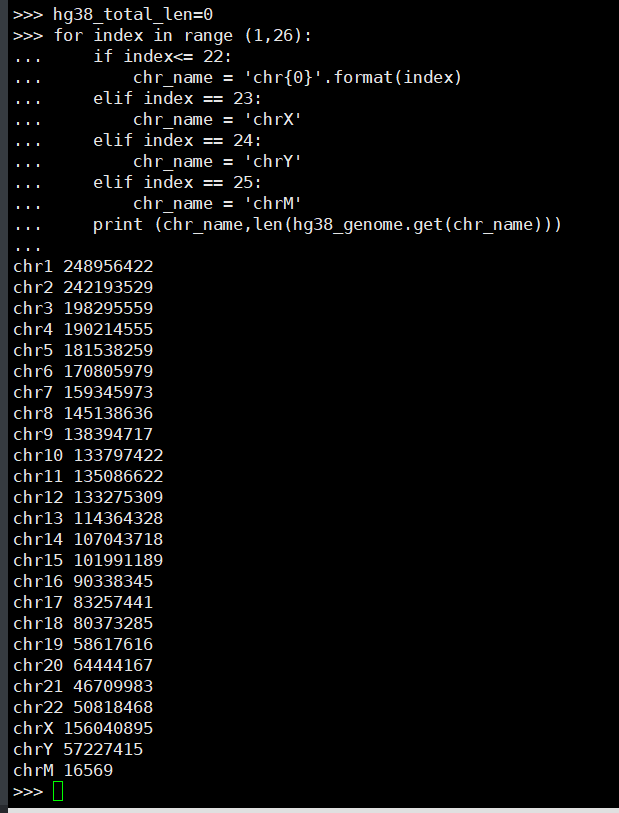 >>> hg38_total_len=0
>>> for index in range (1,26):
...     if index<= 22:
...         chr_name = 'chr{0}'.format(index)
...     elif index == 23:
...         chr_name = 'chrX'
...     elif index == 24:
...         chr_name = 'chrY'
...     elif index == 25:
...         chr_name = 'chrM'
...     print (chr_name,len(hg38_genome.get(chr_name)))
...
chr1 248956422
chr2 242193529
chr3 198295559
chr4 190214555
chr5 181538259
chr6 170805979
chr7 159345973
chr8 145138636
chr9 138394717
chr10 133797422
chr11 135086622
chr12 133275309
chr13 114364328
chr14 107043718
chr15 101991189
chr16 90338345
chr17 83257441
chr18 80373285
chr19 58617616
chr20 64444167
chr21 46709983
chr22 50818468
chrX 156040895
chrY 57227415
chrM 16569
>>>